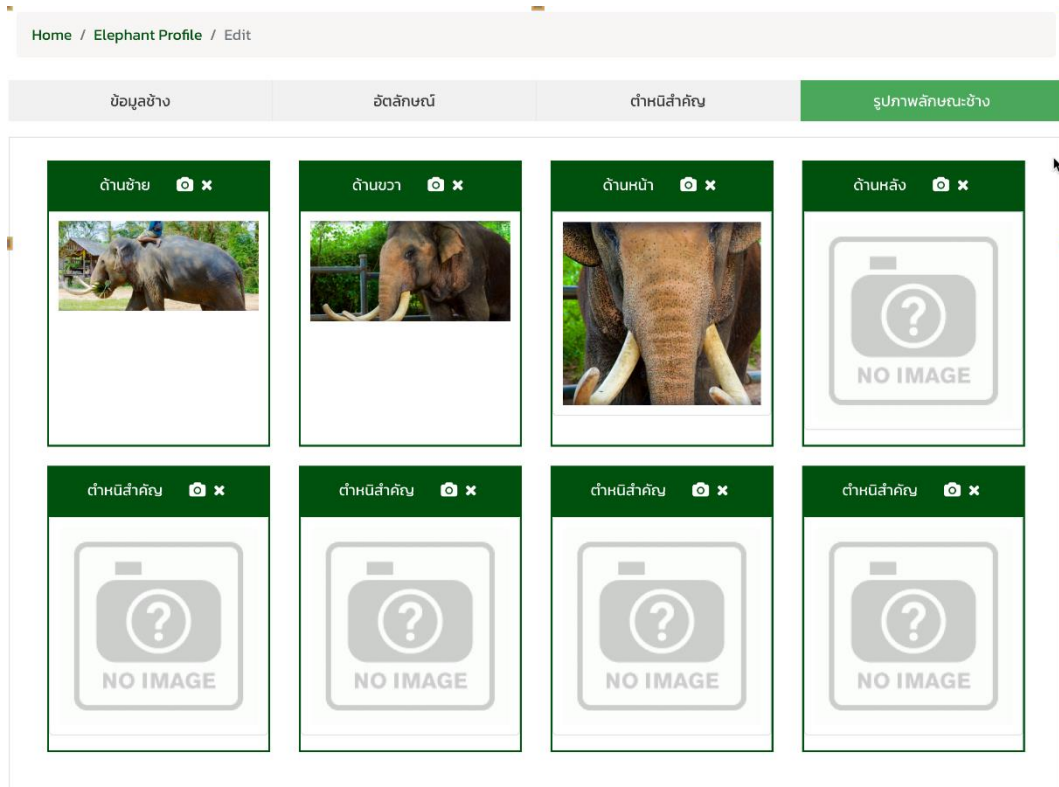 Home / Elephant Profile / Edit
ข้อมูลช้าง อัตลักษณ์ ตำหนิสำคัญ รูปภาพลักษณะช้าง
ด้านซ้าย ด้านขวา ด้านหน้า ด้านหลัง
NO IMAGE
ตำหนิสำคัญ ตำหนิสำคัญ ตำหนิสำคัญ ตำหนิสำคัญ
NO IMAGE NO IMAGE NO IMAGE NO IMAGE